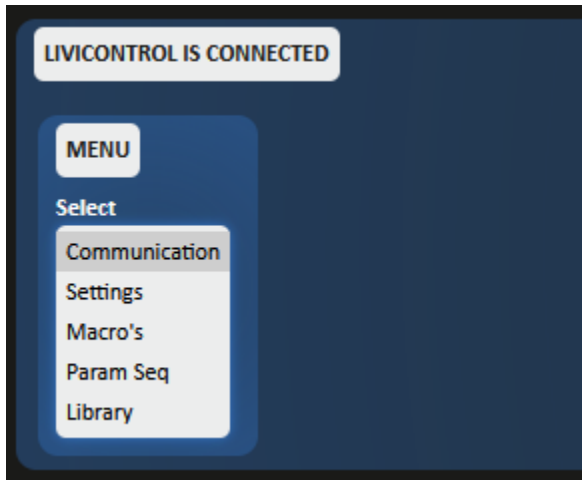 LIVICONTROL IS CONNECTED
MENU
Select
Communication
Settings
Macro's
Param Seq
Library